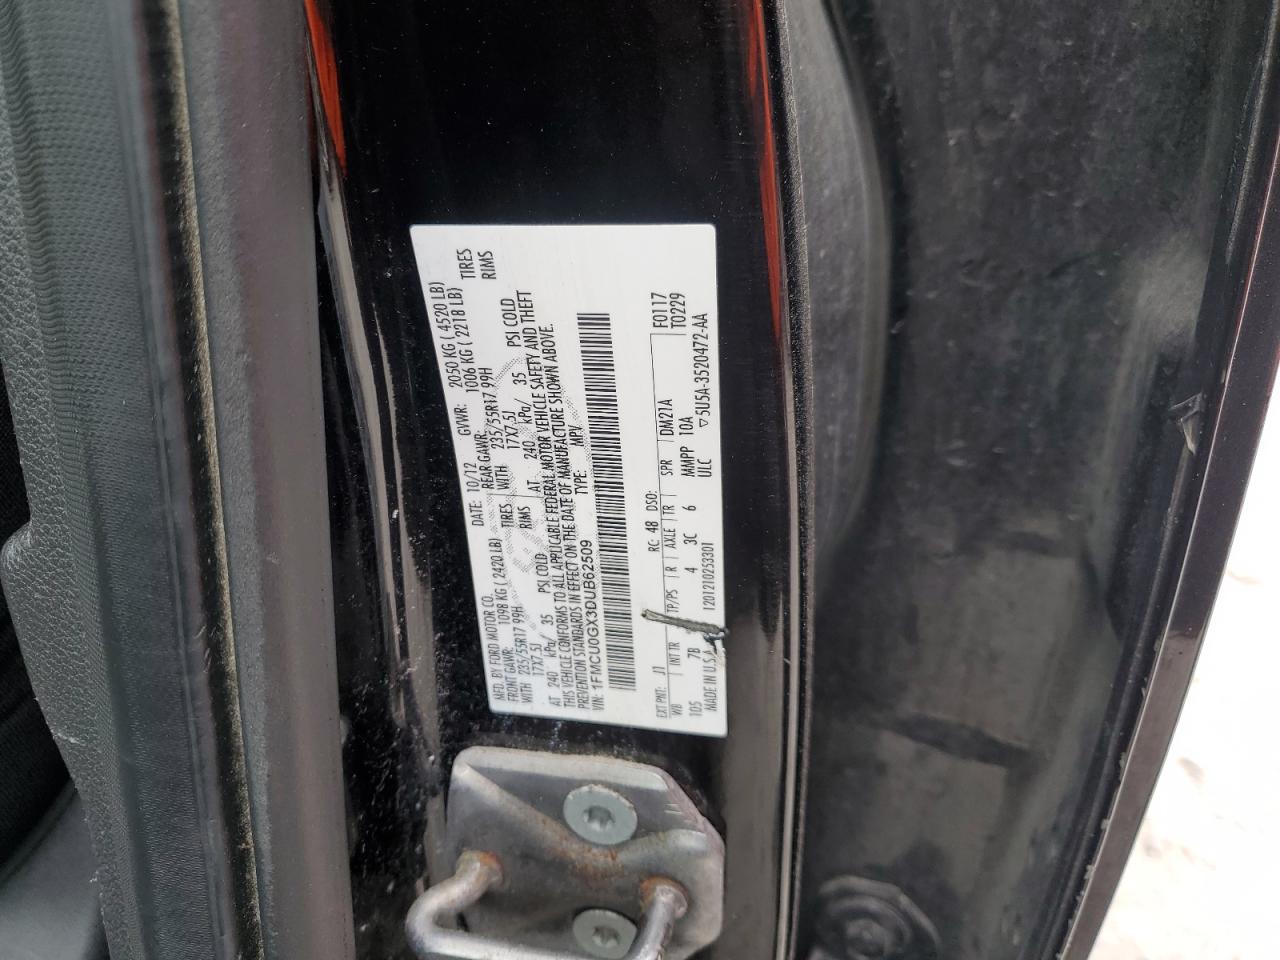 MFD. BY FORD MOTOR CO. DATE: 10/12 GVWR: 2050 KG ( 4520 LB)
FRONT GAWR: 1098 KG ( 2420 LB) REAR GAWR: 1006 KG ( 2218 LB)
WITH 235/55R17 99H TIRES WITH 235/55R17 99H TIRES
17X7.5J RIMS 17X7.5J RIMS
AT 240 kPa/ 35 PSI COLD AT 240 kPa/ 35 PSI COLD
THIS VEHICLE CONFORMS TO ALL APPLICABLE FEDERAL MOTOR VEHICLE SAFETY AND THEFT
PREVENTION STANDARDS IN EFFECT ON THE DATE OF MANUFACTURE SHOWN ABOVE.
VIN: 1FMCU0GX3DUB62509 TYPE: MPV
EXT PNT: J1 RC: 48 DSO: F0117
WB INT TR TP/PS R AXLE TR SPR DM21A T0229
105 7B 4 3C 6 MMPP 10A
MADE IN U.S.A. 1201210253301 ULC ▽5U5A-3520472-AA